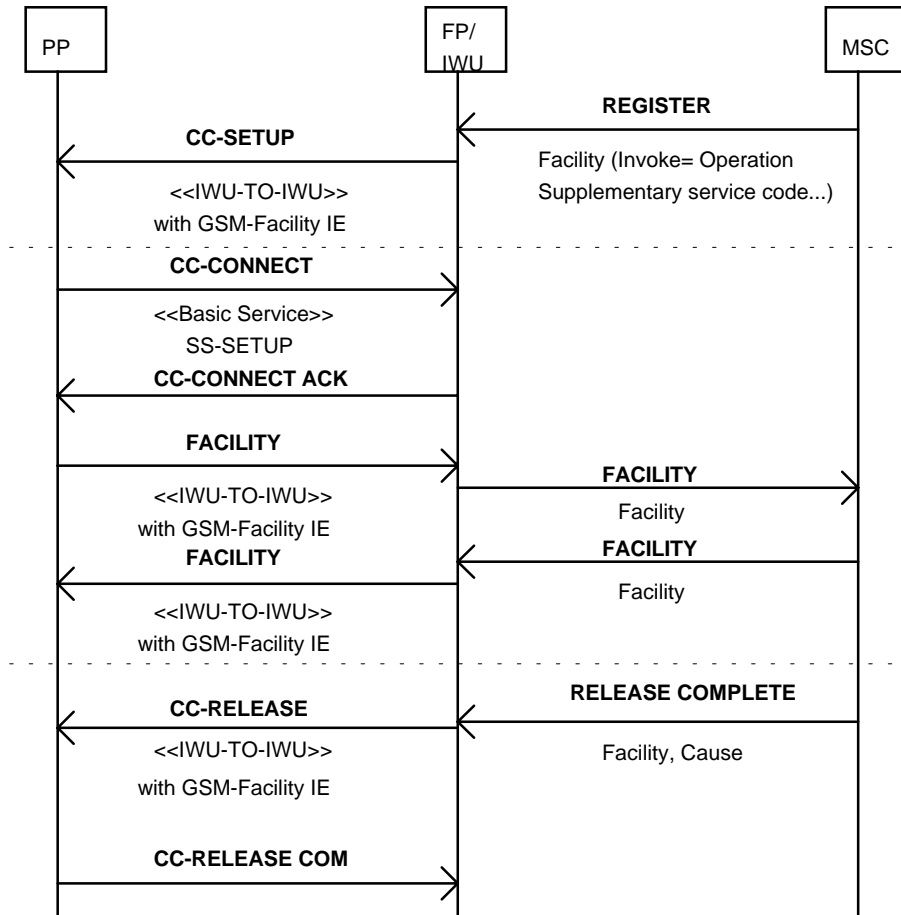 PP
FP/
IWU
MSC
REGISTER
CC-SETUP
Facility (Invoke= Operation
Supplementary service code...)
<<IWU-TO-IWU>>
with GSM-Facility IE
CC-CONNECT
<<Basic Service>>
SS-SETUP
CC-CONNECT ACK
FACILITY
<<IWU-TO-IWU>>
with GSM-Facility IE
FACILITY
Facility
FACILITY
FACILITY
Facility
<<IWU-TO-IWU>>
with GSM-Facility IE
RELEASE COMPLETE
CC-RELEASE
Facility, Cause
<<IWU-TO-IWU>>
with GSM-Facility IE
CC-RELEASE COM